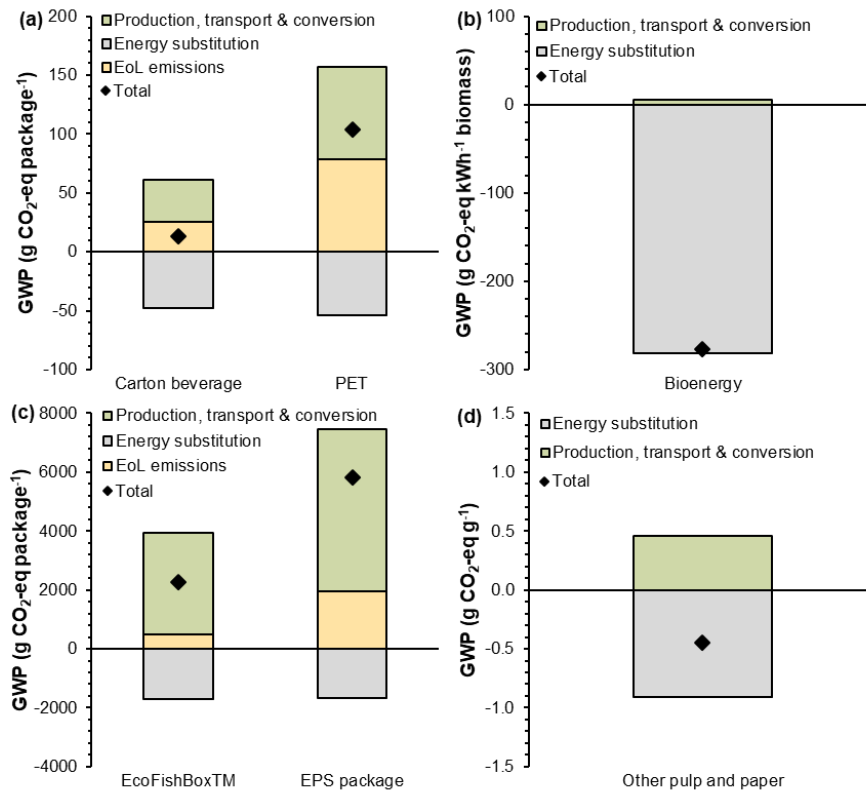 (a)
GWP (g CO₂-eq package⁻¹)
200
150
100
50
0
-50
-100
Production, transport & conversion
Energy substitution
EoL emissions
Total
Carton beverage
PET
(b)
GWP (g CO₂-eq kWh⁻¹ biomass)
100
0
-100
-200
-300
Production, transport & conversion
Energy substitution
Total
Bioenergy
(c)
GWP (g CO₂-eq package⁻¹)
8000
6000
4000
2000
0
-2000
-4000
Production, transport & conversion
Energy substitution
EoL emissions
Total
EcoFishBoxTM
EPS package
(d)
GWP (g CO₂-eq g⁻¹)
1.5
1.0
0.5
0.0
-0.5
-1.0
-1.5
Energy substitution
Production, transport & conversion
Total
Other pulp and paper